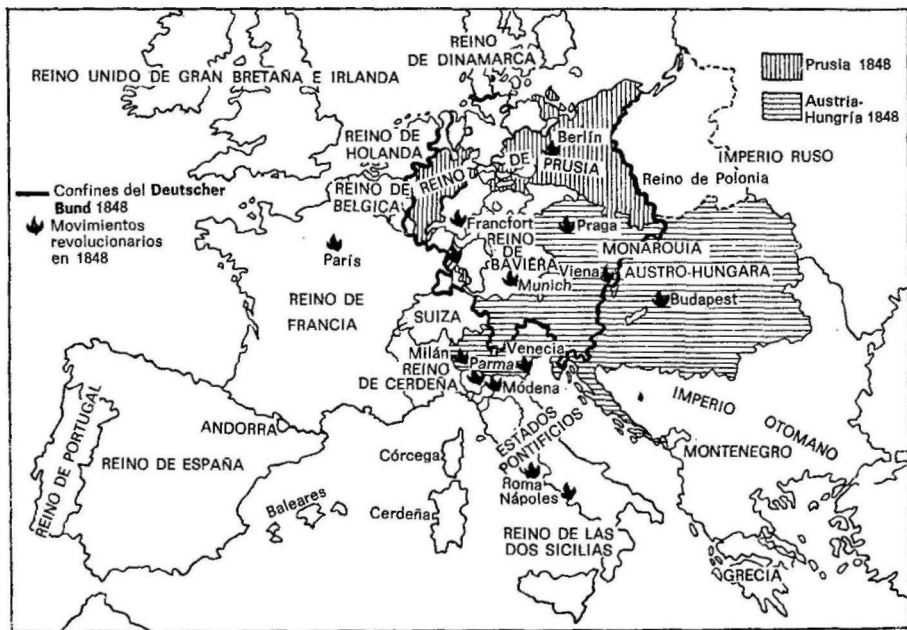 REINO
DE DINAMARCA
REINO UNIDO DE GRAN BRETAÑA E IRLANDA
Prusia 1848
Austria-
Hungría 1848
REINO DE
HOLANDA
Berlín
REINO DE PRUSIA
IMPERIO RUSO
Reino de Polonia
Confines del Deutscher
Bund 1848
Movimientos
revolucionarios
en 1848
REINO DE
BELGICA
Francfort
Praga
REINO
DE
BAVIERA
Munich
Viena
MONARQUIA
AUSTRO-HUNGARA
Budapest
París
REINO DE
FRANCIA
SUIZA
Milán
Parma
Venecia
REINO
DE CERDEÑA
Módena
IMPERIO
OTOMANO
ESTADOS
PONTIFICIOS
MONTENEGRO
ANDORRA
REINO DE PORTUGAL
REINO DE ESPAÑA
Córcega
Baleares
Cerdeña
Roma
Nápoles
REINO DE LAS
DOS SICILIAS
GRECIA